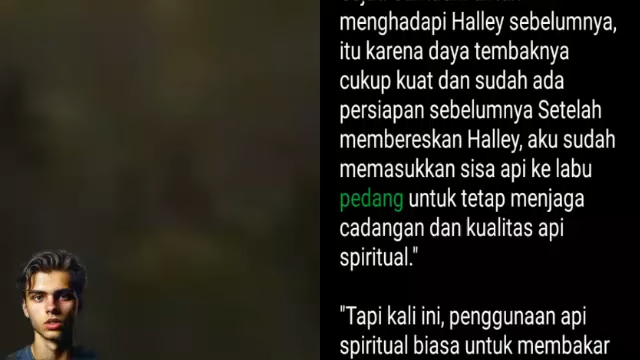 menghadapi Halley sebelumnya,
itu karena daya tembaknya
cukup kuat dan sudah ada
persiapan sebelumnya Setelah
membereskan Halley, aku sudah
memasukkan sisa api ke labu
pedang untuk tetap menjaga
cadangan dan kualitas api
spiritual."
"Tapi kali ini, penggunaan api
spiritual biasa untuk membakar